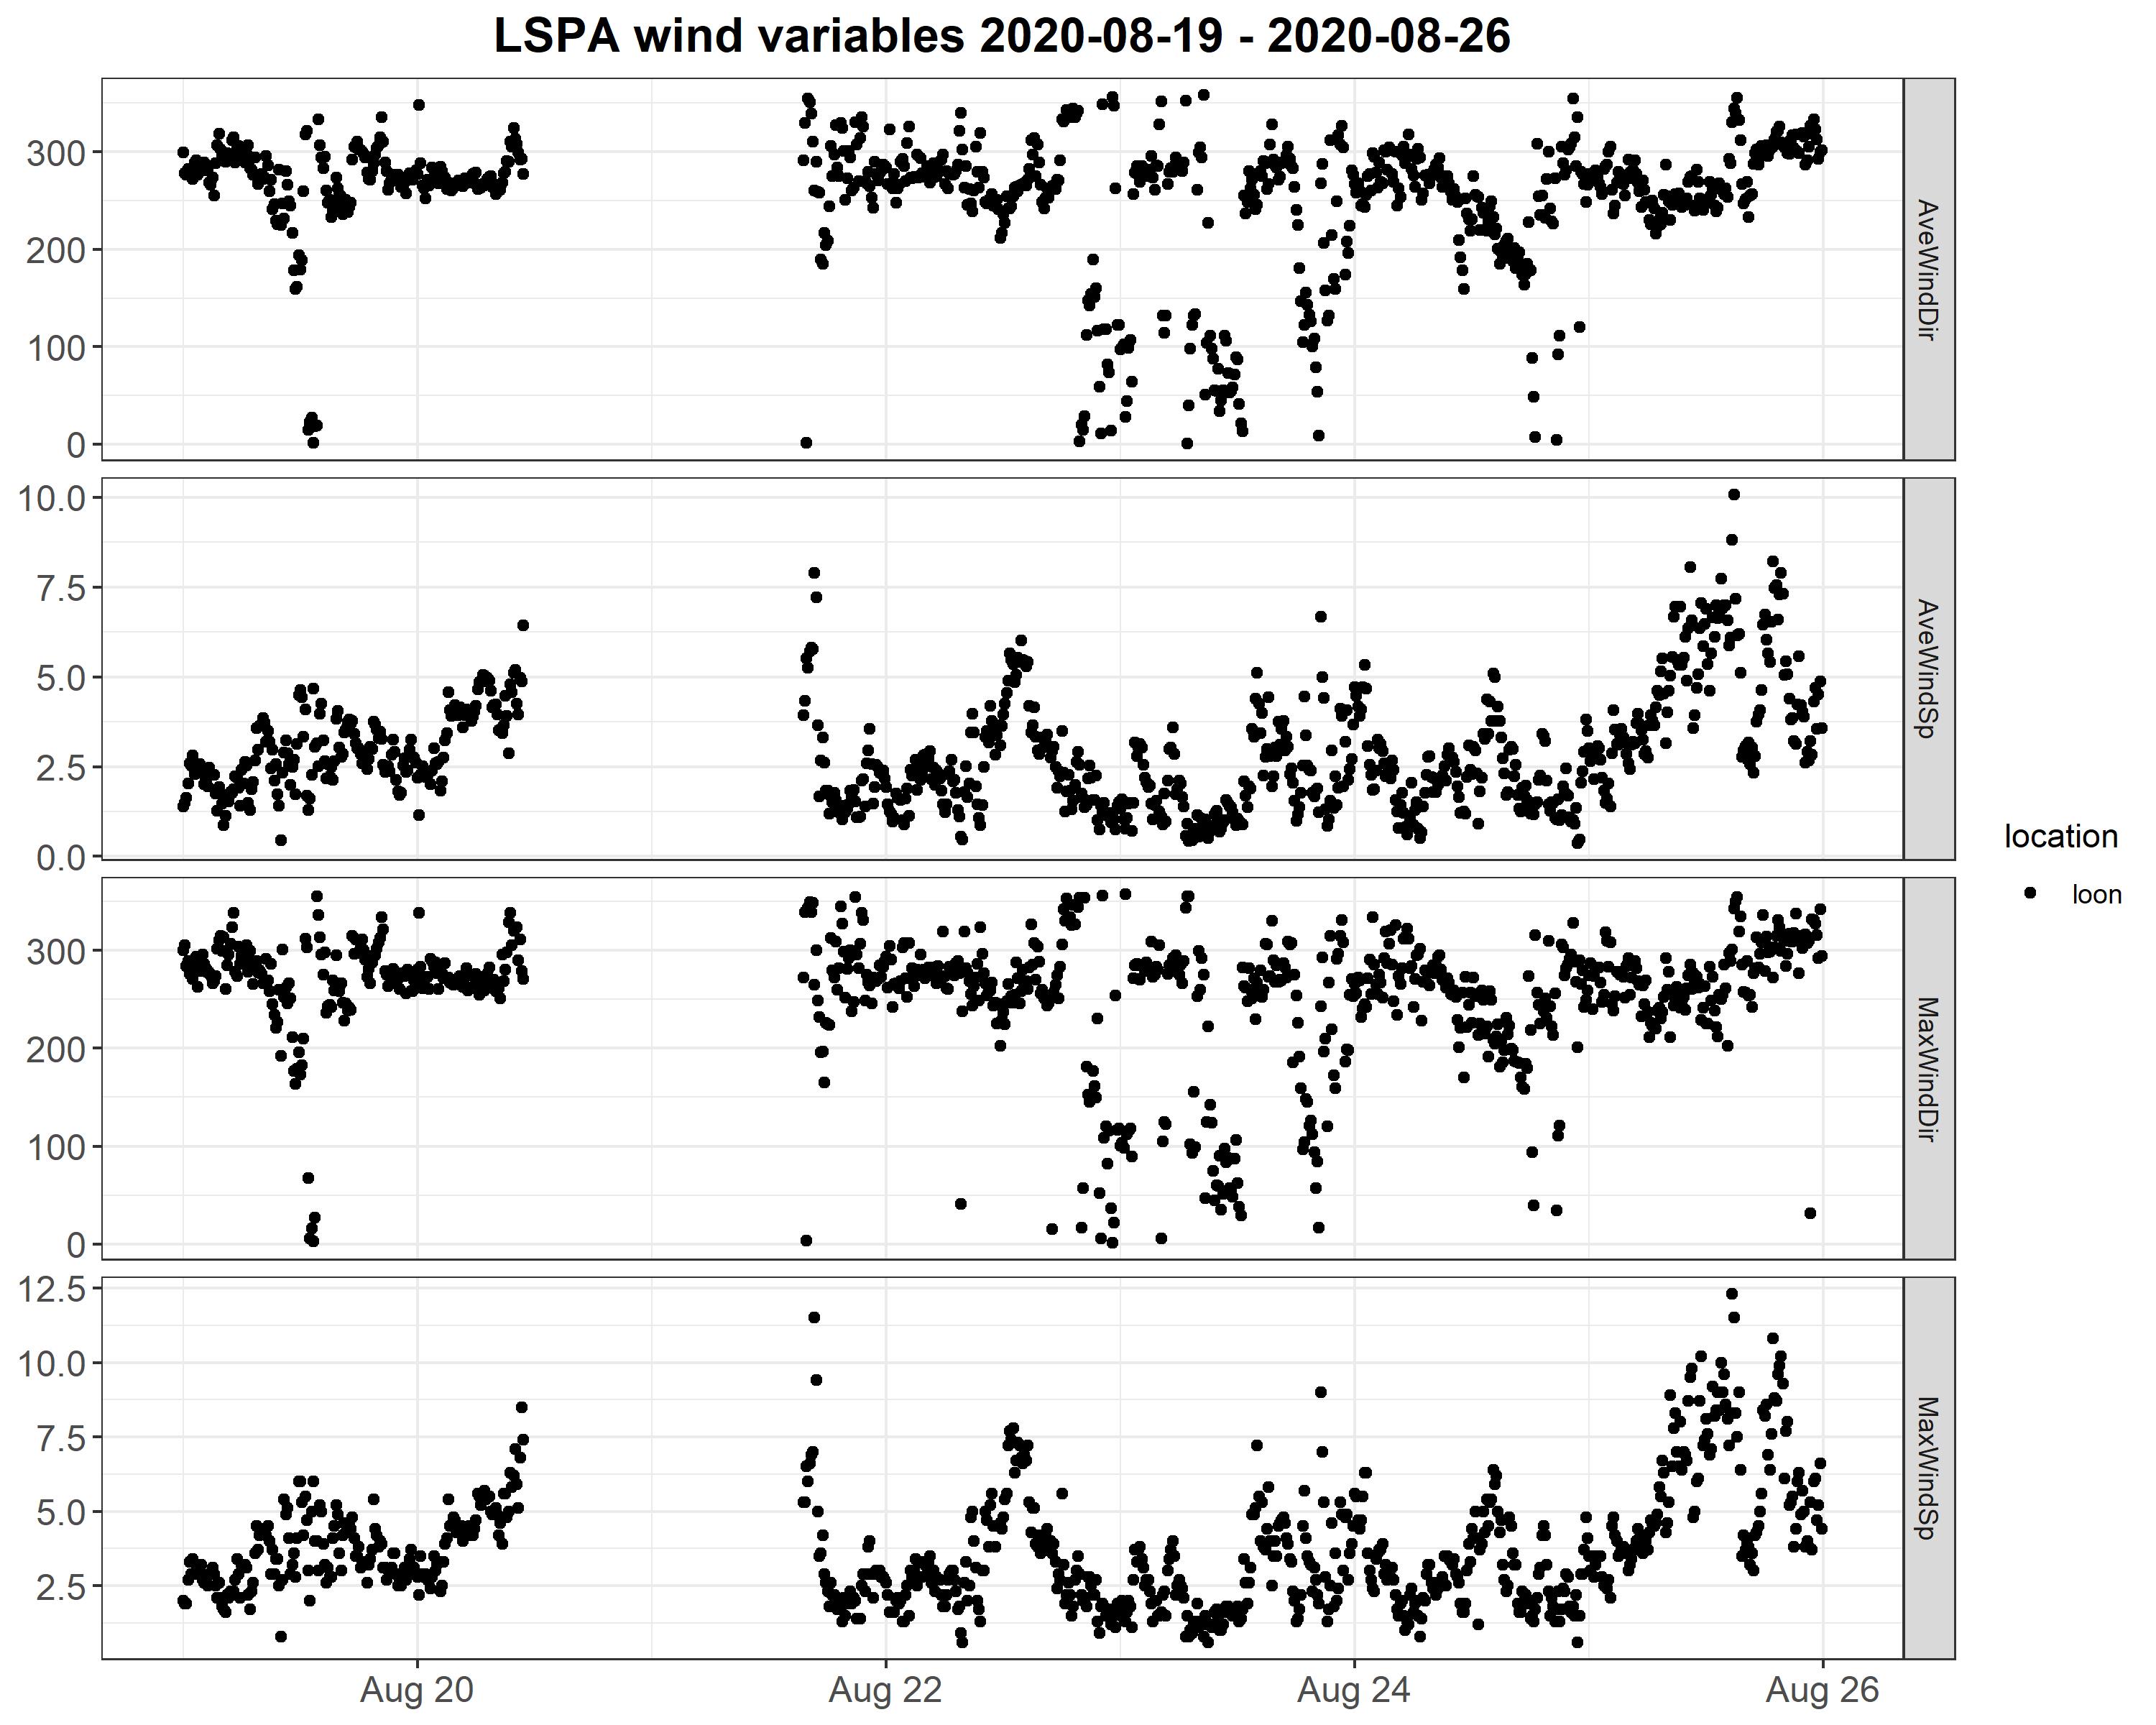 LSPA wind variables 2020-08-19 - 2020-08-26
300
200
100
0
AveWindDir
10.0
7.5
5.0
2.5
0.0
AveWindSp
300
200
100
0
MaxWindDir
12.5
10.0
7.5
5.0
2.5
MaxWindSp
Aug 20
Aug 22
Aug 24
Aug 26
location
loon